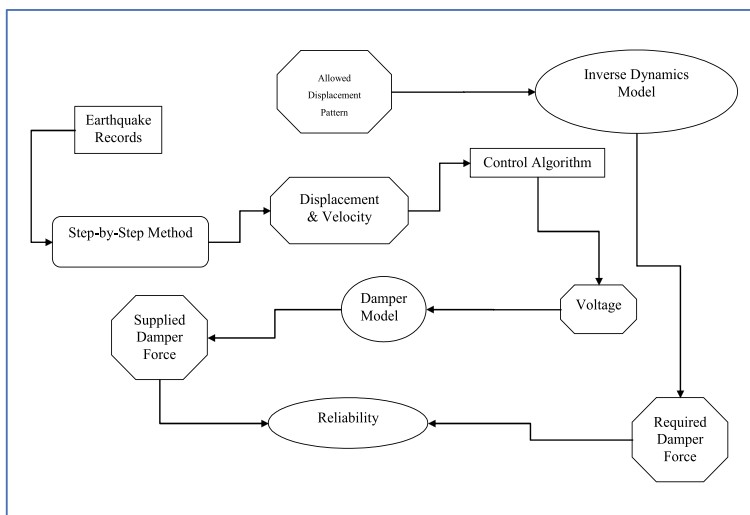 Allowed
Displacement
Pattern
Inverse Dynamics
Model
Earthquake
Records
Control Algorithm
Displacement
& Velocity
Step-by-Step Method
Damper
Model
Voltage
Supplied
Damper
Force
Reliability
Required
Damper
Force